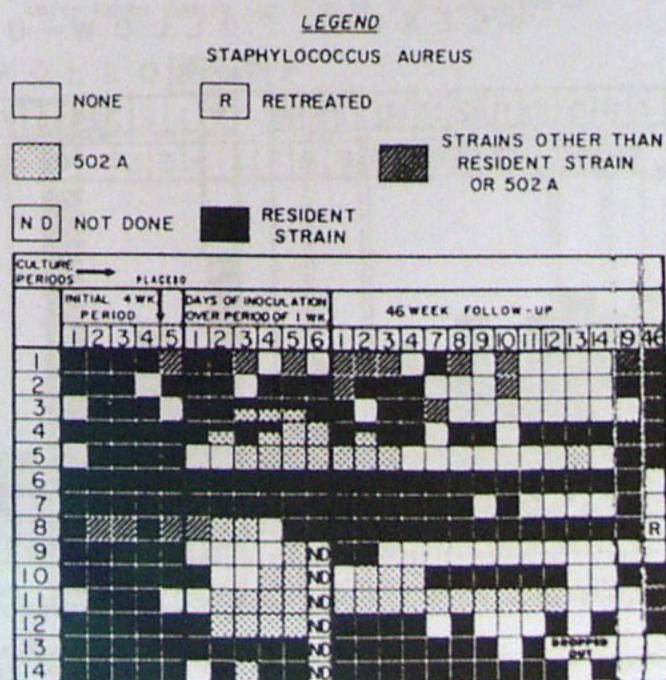 LEGEND
STAPHYLOCOCCUS AUREUS
NONE
R RETREATED
502 A
STRAINS OTHER THAN
RESIDENT STRAIN
OR 502 A
N D NOT DONE
RESIDENT
STRAIN
CULTURE
PERIODS
PLACEBO
INITIAL 4 WK
PERIOD
DAYS OF INOCULATION
OVER PERIOD OF 1 WK
46 WEEK FOLLOW-UP
1 2 3 4 5 1 2 3 4 5 6 1 2 3 4 7 8 9 10 11 12 13 14 19 46
1
2
3
4
5
6
7
8 R
9 ND
10 ND
11 ND
12 ND
13 ND DROPPED
OUT
14 ND